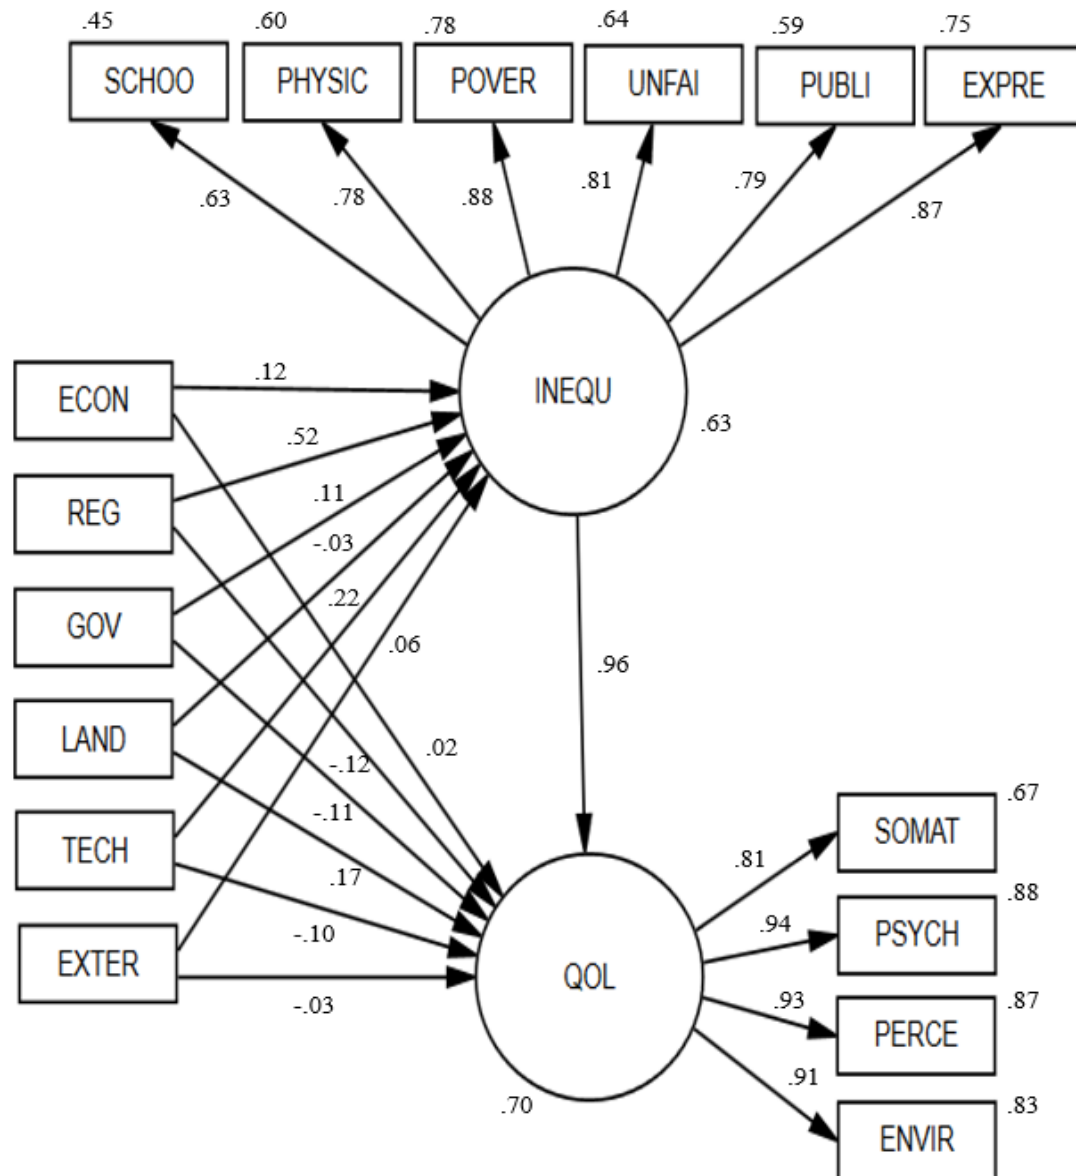 .45 .60 .78 .64 .59 .75
SCHOO PHYSIC POVER UNFAI PUBLI EXPRE
.63 .78 .88 .81 .79 .87
INEQU
.63
ECON
.12
REG
.52
GOV
.11
-.03
LAND
.22
.06
TECH
EXTER
.96
.02
-.12
-.11
.17
-.10
-.03
QOL
.70
.81
SOMAT
.67
.94
PSYCH
.88
.93
PERCE
.87
.91
ENVIR
.83